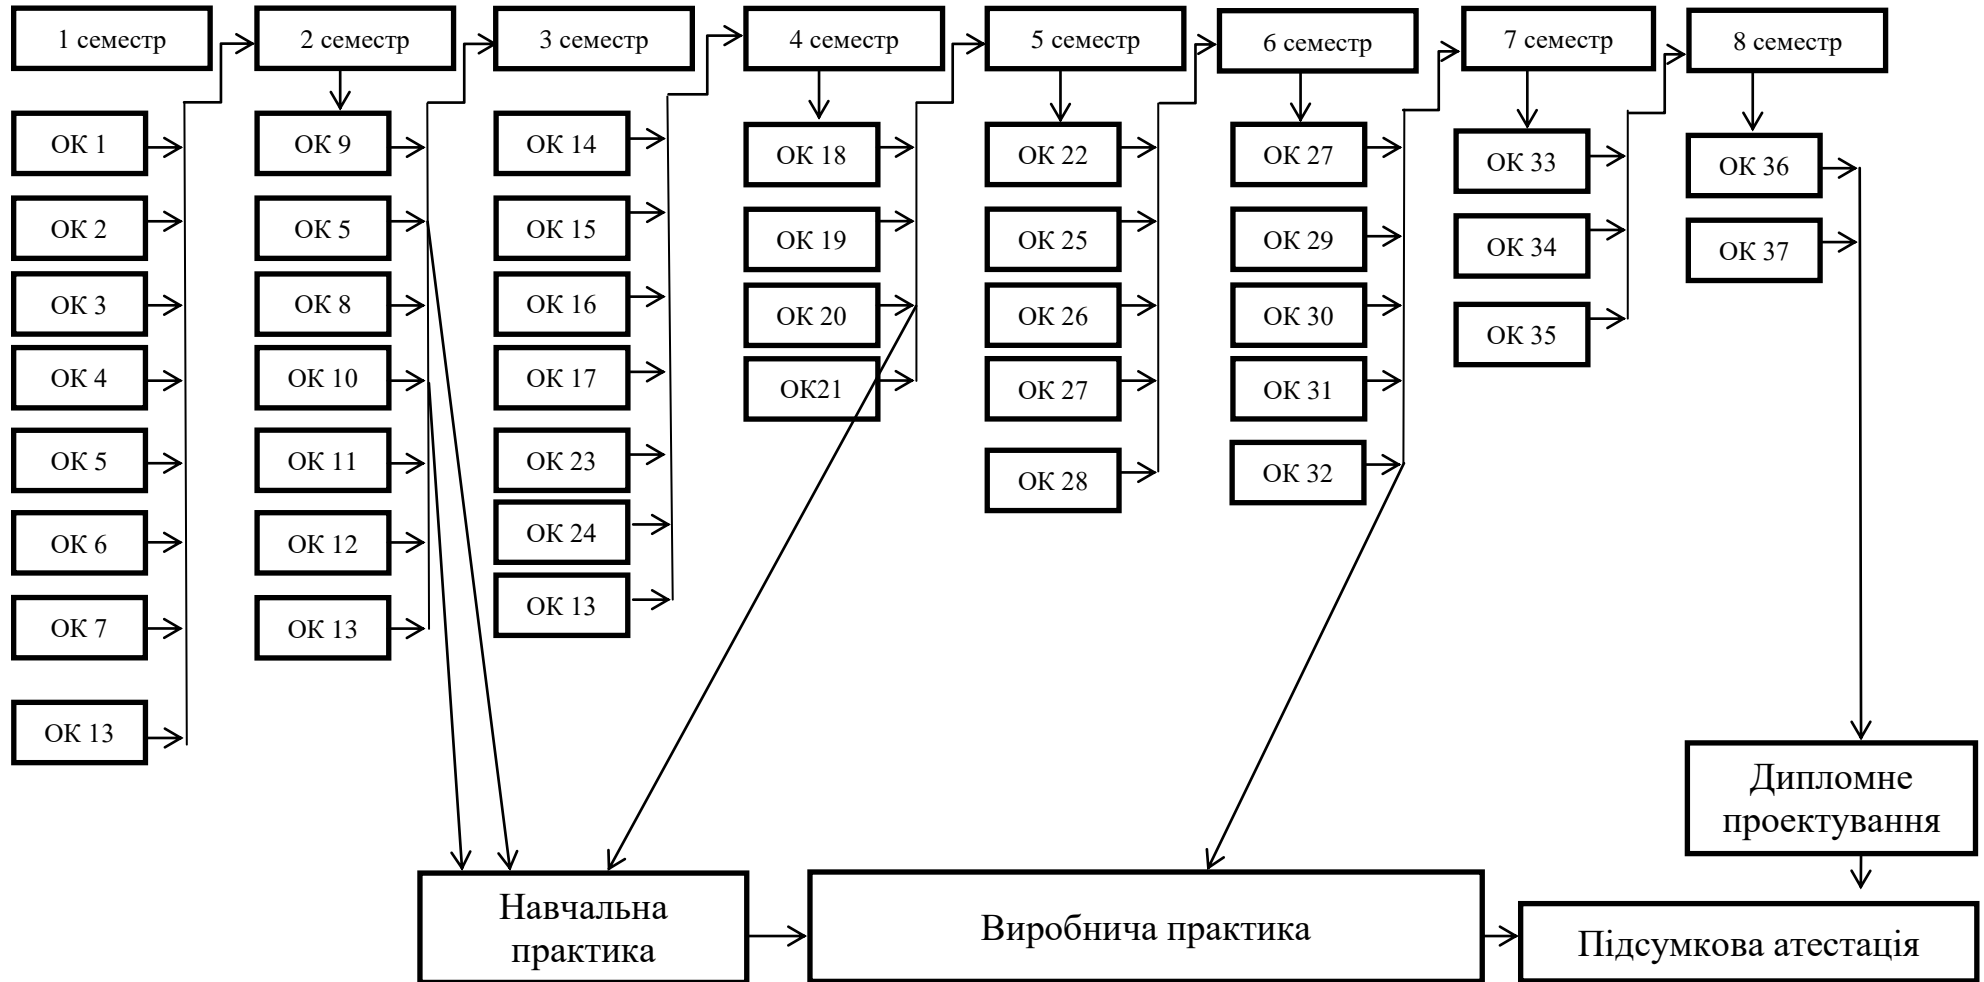 1 семестр
2 семестр
3 семестр
4 семестр
5 семестр
6 семестр
7 семестр
8 семестр
ОК 1
ОК 2
ОК 3
ОК 4
ОК 5
ОК 6
ОК 7
ОК 13
ОК 9
ОК 5
ОК 8
ОК 10
ОК 11
ОК 12
ОК 13
ОК 14
ОК 15
ОК 16
ОК 17
ОК 23
ОК 24
ОК 13
ОК 18
ОК 19
ОК 20
ОК21
ОК 22
ОК 25
ОК 26
ОК 27
ОК 28
ОК 27
ОК 29
ОК 30
ОК 31
ОК 32
ОК 33
ОК 34
ОК 35
ОК 36
ОК 37
Дипломне
проектування
Навчальна
практика
Виробнича практика
Підсумкова атестація